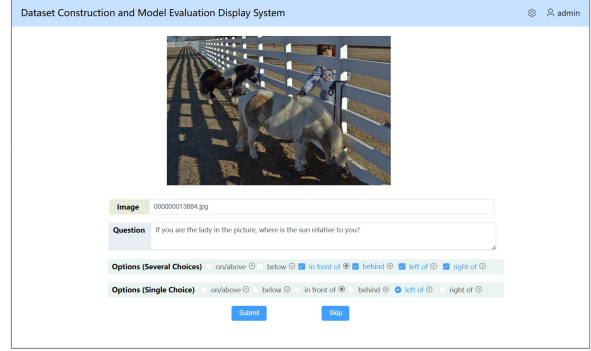 Dataset Construction and Model Evaluation Display System admin
Image 000000013884.jpg
Question If you are the lady in the picture, where is the sun relative to you?
Options (Several Choices) on/above below in front of behind left of right of
Options (Single Choice) on/above below in front of behind left of right of
Submit Skip